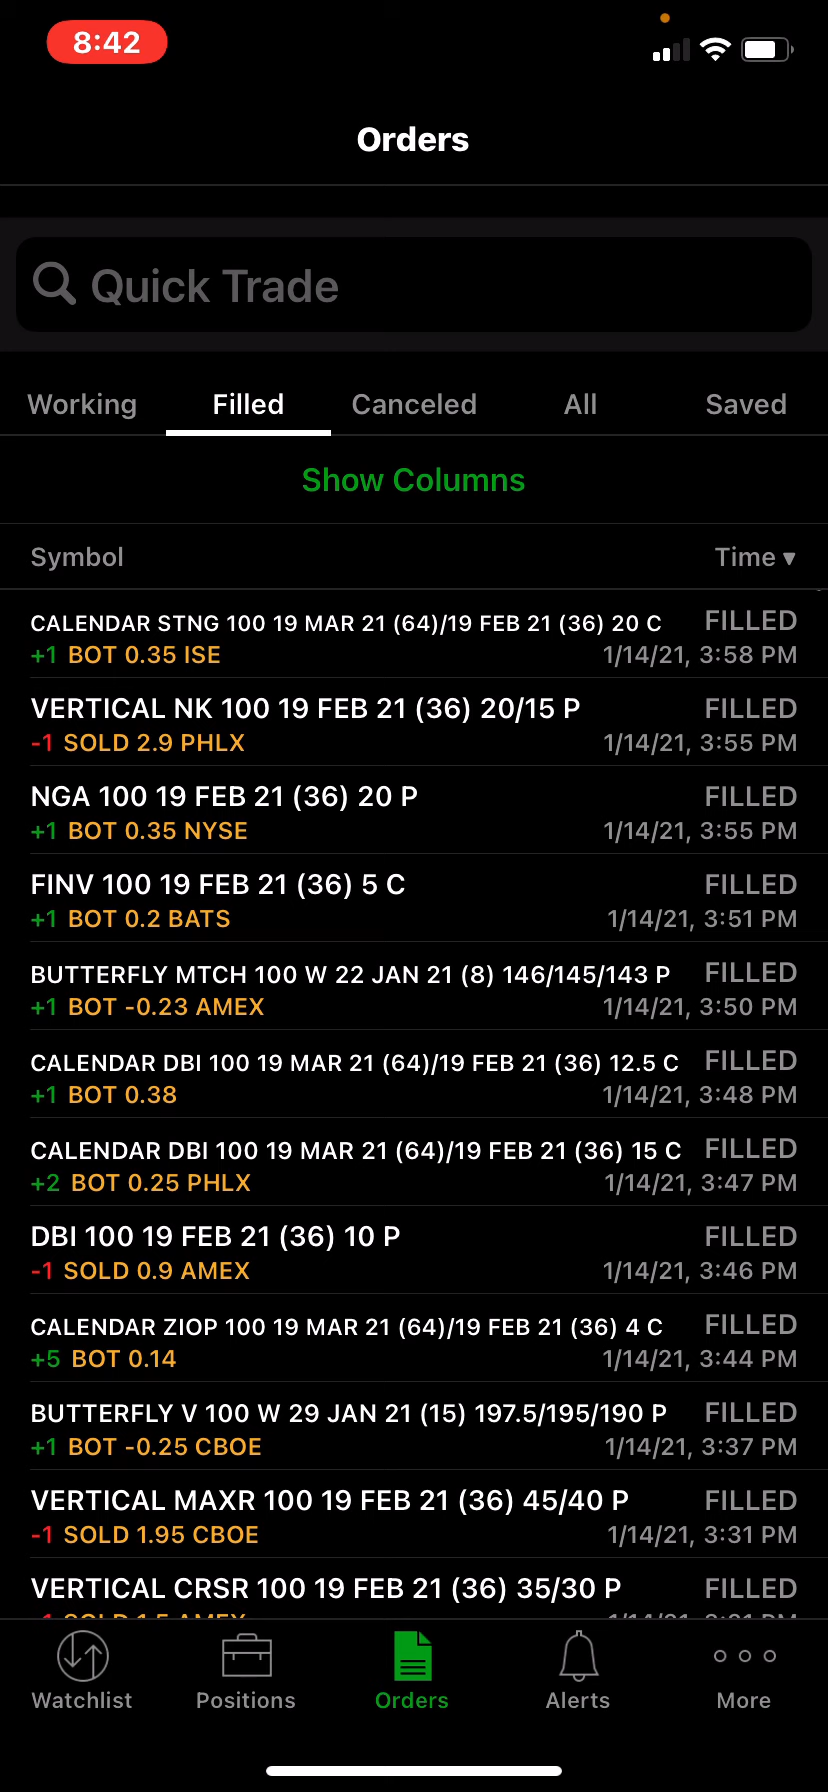 8:42
Orders
Quick Trade
Working Filled Canceled All Saved
Show Columns
Symbol Time ▼
CALENDAR STNG 100 19 MAR 21 (64)/19 FEB 21 (36) 20 C FILLED
+1 BOT 0.35 ISE 1/14/21, 3:58 PM
VERTICAL NK 100 19 FEB 21 (36) 20/15 P FILLED
-1 SOLD 2.9 PHLX 1/14/21, 3:55 PM
NGA 100 19 FEB 21 (36) 20 P FILLED
+1 BOT 0.35 NYSE 1/14/21, 3:55 PM
FINV 100 19 FEB 21 (36) 5 C FILLED
+1 BOT 0.2 BATS 1/14/21, 3:51 PM
BUTTERFLY MTCH 100 W 22 JAN 21 (8) 146/145/143 P FILLED
+1 BOT -0.23 AMEX 1/14/21, 3:50 PM
CALENDAR DBI 100 19 MAR 21 (64)/19 FEB 21 (36) 12.5 C FILLED
+1 BOT 0.38 1/14/21, 3:48 PM
CALENDAR DBI 100 19 MAR 21 (64)/19 FEB 21 (36) 15 C FILLED
+2 BOT 0.25 PHLX 1/14/21, 3:47 PM
DBI 100 19 FEB 21 (36) 10 P FILLED
-1 SOLD 0.9 AMEX 1/14/21, 3:46 PM
CALENDAR ZIOP 100 19 MAR 21 (64)/19 FEB 21 (36) 4 C FILLED
+5 BOT 0.14 1/14/21, 3:44 PM
BUTTERFLY V 100 W 29 JAN 21 (15) 197.5/195/190 P FILLED
+1 BOT -0.25 CBOE 1/14/21, 3:37 PM
VERTICAL MAXR 100 19 FEB 21 (36) 45/40 P FILLED
-1 SOLD 1.95 CBOE 1/14/21, 3:31 PM
VERTICAL CRSR 100 19 FEB 21 (36) 35/30 P FILLED
Watchlist Positions Orders Alerts More